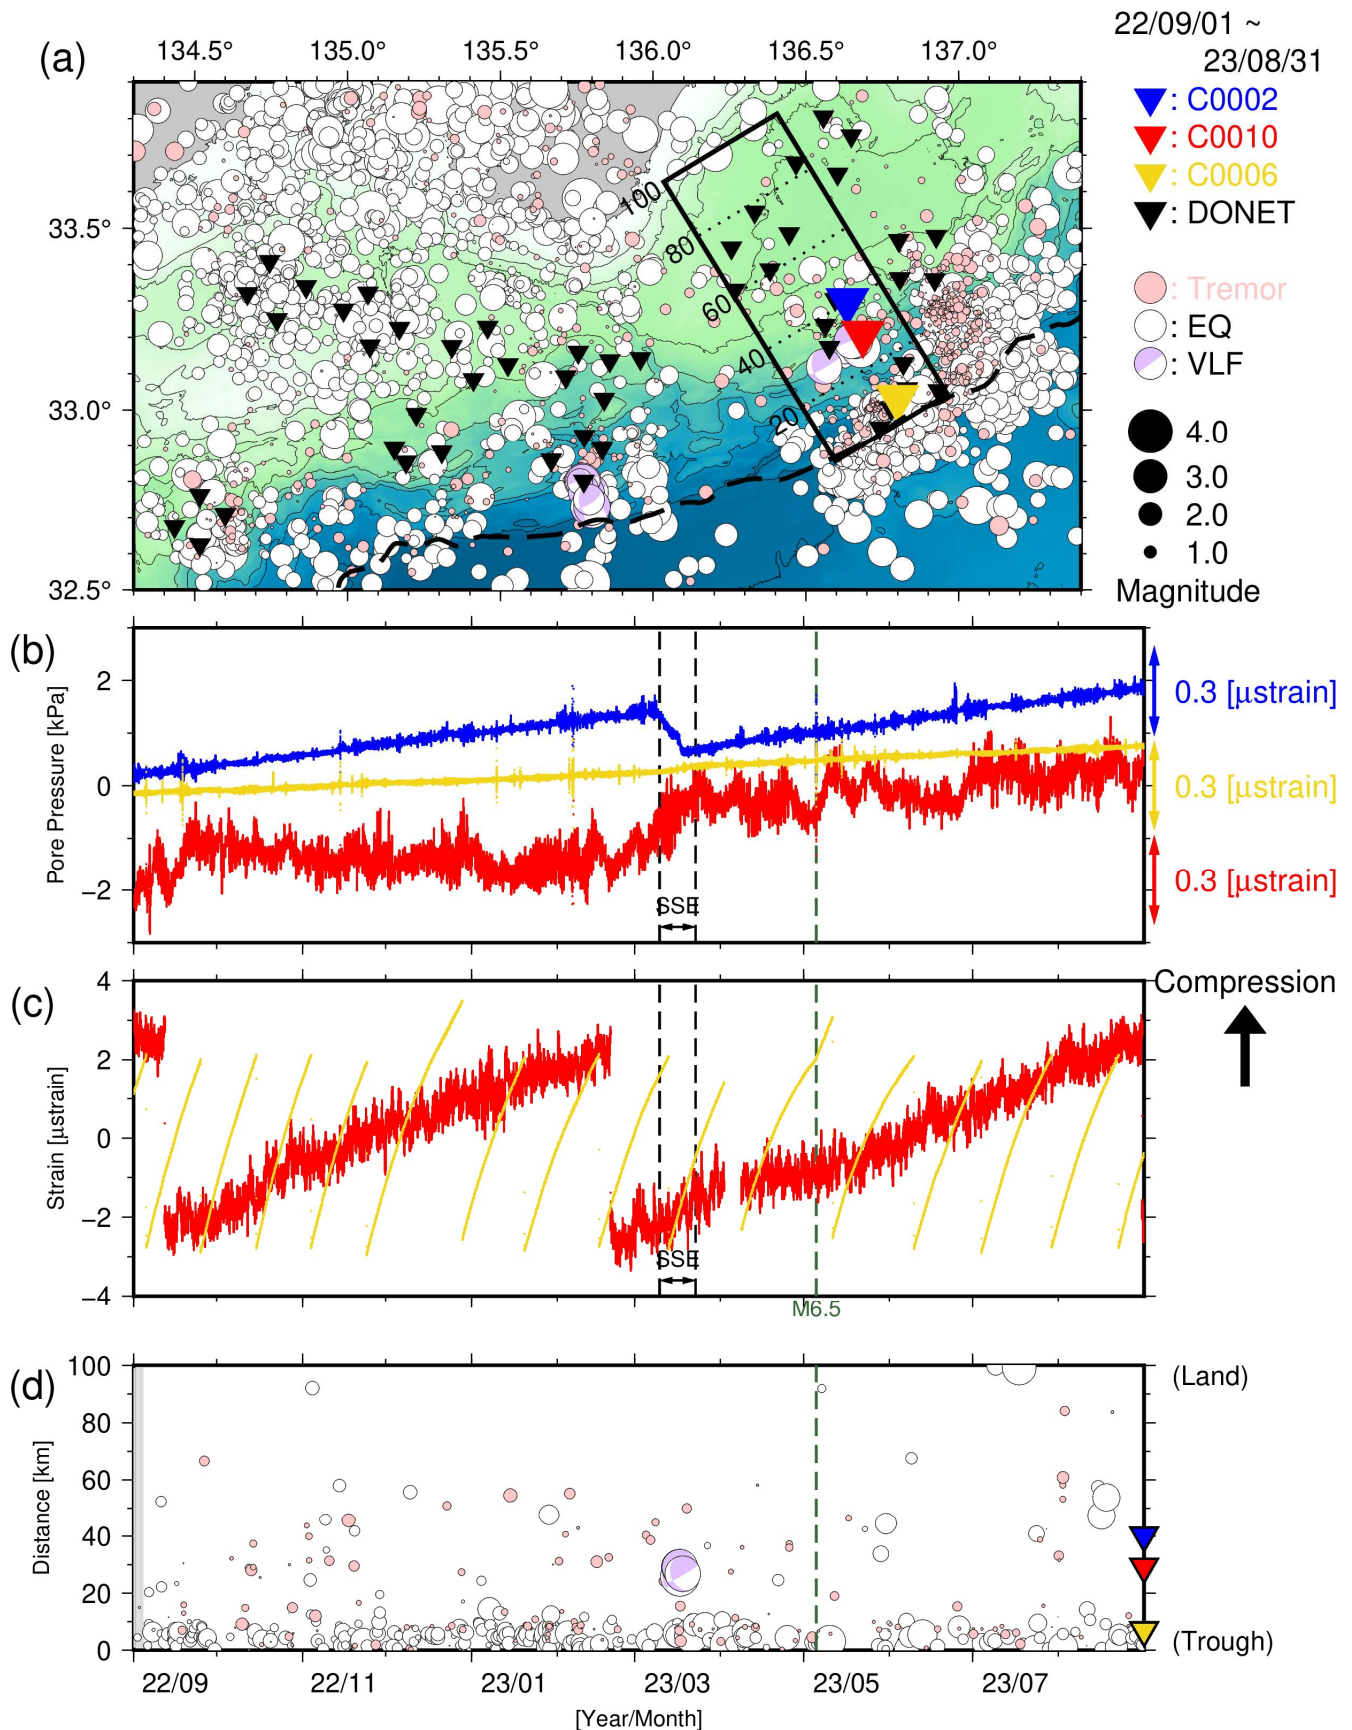 22/09/01 ~
23/08/31
(a)
134.5° 135.0° 135.5° 136.0° 136.5° 137.0°
: C0002
: C0010
: C0006
: DONET
: Tremor
: EQ
: VLF
4.0
3.0
2.0
1.0
Magnitude
33.5°
33.0°
32.5°
100
80
60
40
20
(b)
Pore Pressure [kPa]
2
0
−2
SSE
0.3 [μstrain]
0.3 [μstrain]
0.3 [μstrain]
(c)
Strain [μstrain]
4
2
0
−2
−4
SSE
M6.5
Compression
(d)
Distance [km]
100
80
60
40
20
0
(Land)
(Trough)
22/09 22/11 23/01 23/03 23/05 23/07
[Year/Month]